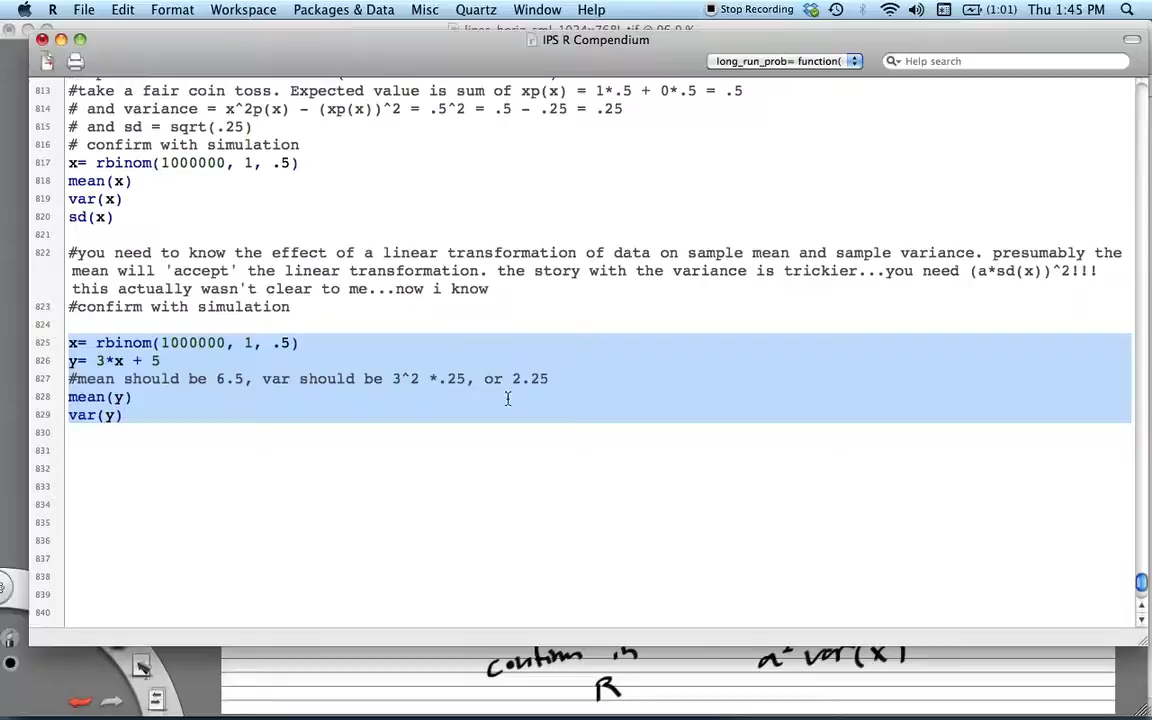 R File Edit Format Workspace Packages & Data Misc Quartz Window Help Stop Recording (1:01) Thu 1:45 PM
IPS R Compendium
long_run_prob= function( Help search
813 #take a fair coin toss. Expected value is sum of xp(x) = 1*.5 + 0*.5 = .5
814 # and variance = x^2p(x) - (xp(x))^2 = .5^2 = .5 - .25 = .25
815 # and sd = sqrt(.25)
816 # confirm with simulation
817 x= rbinom(1000000, 1, .5)
818 mean(x)
819 var(x)
820 sd(x)
821
822 #you need to know the effect of a linear transformation of data on sample mean and sample variance. presumably the
mean will 'accept' the linear transformation. the story with the variance is trickier...you need (a*sd(x))^2!!!
this actually wasn't clear to me...now i know
823 #confirm with simulation
824
825 x= rbinom(1000000, 1, .5)
826 y= 3*x + 5
827 #mean should be 6.5, var should be 3^2 *.25, or 2.25
828 mean(y)
829 var(y)
830
831
832
833
834
835
836
837
838
839
840
confirm in a² var(x)
R